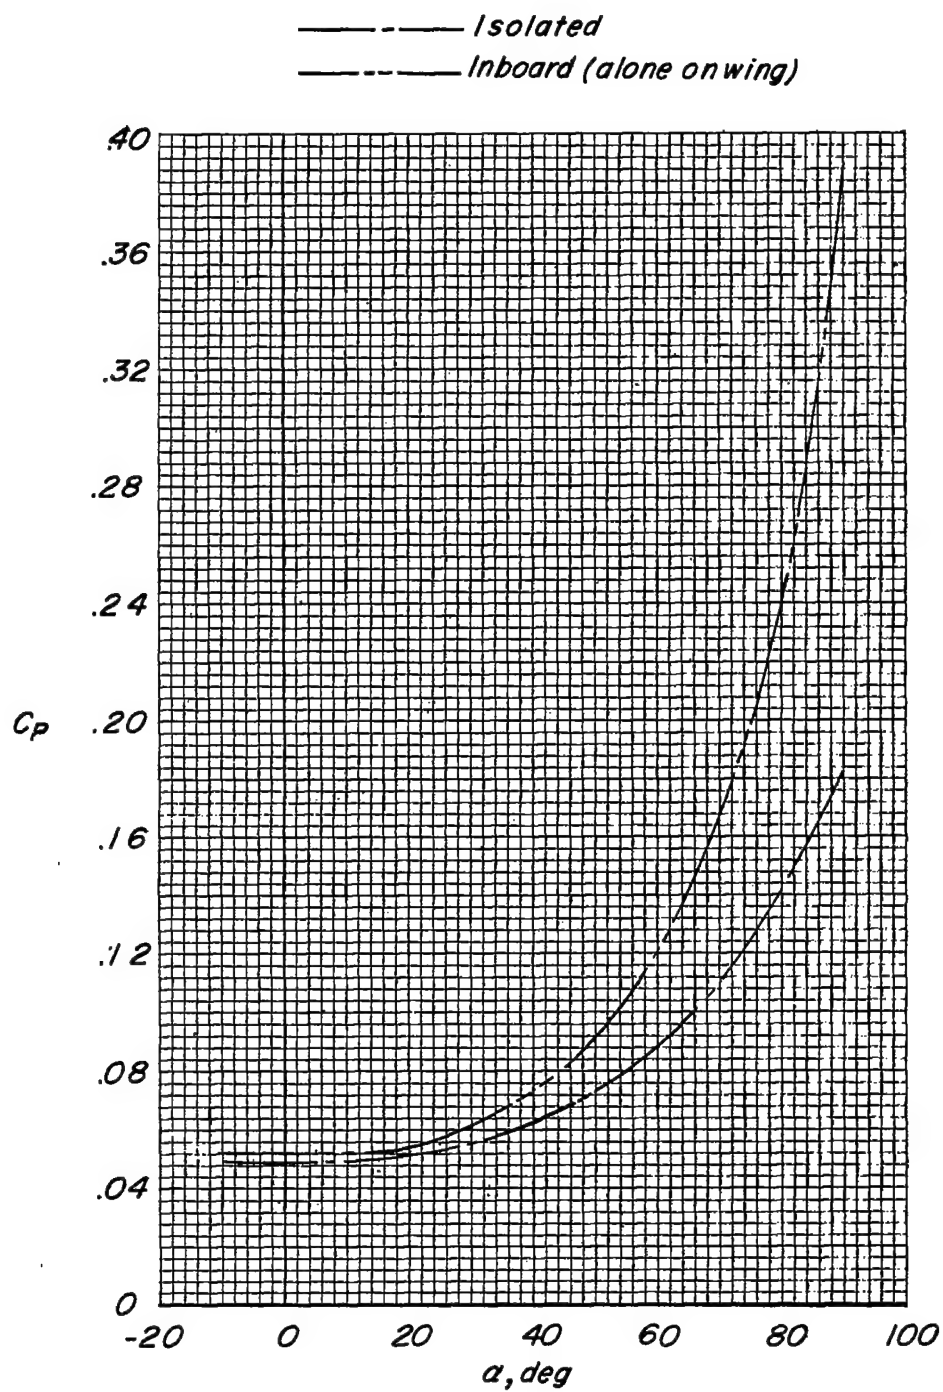 Isolated
Inboard (alone on wing)
.40
.36
.32
.28
.24
.20
.16
.12
.08
.04
0
Cp
-20 0 20 40 60 80 100
α, deg